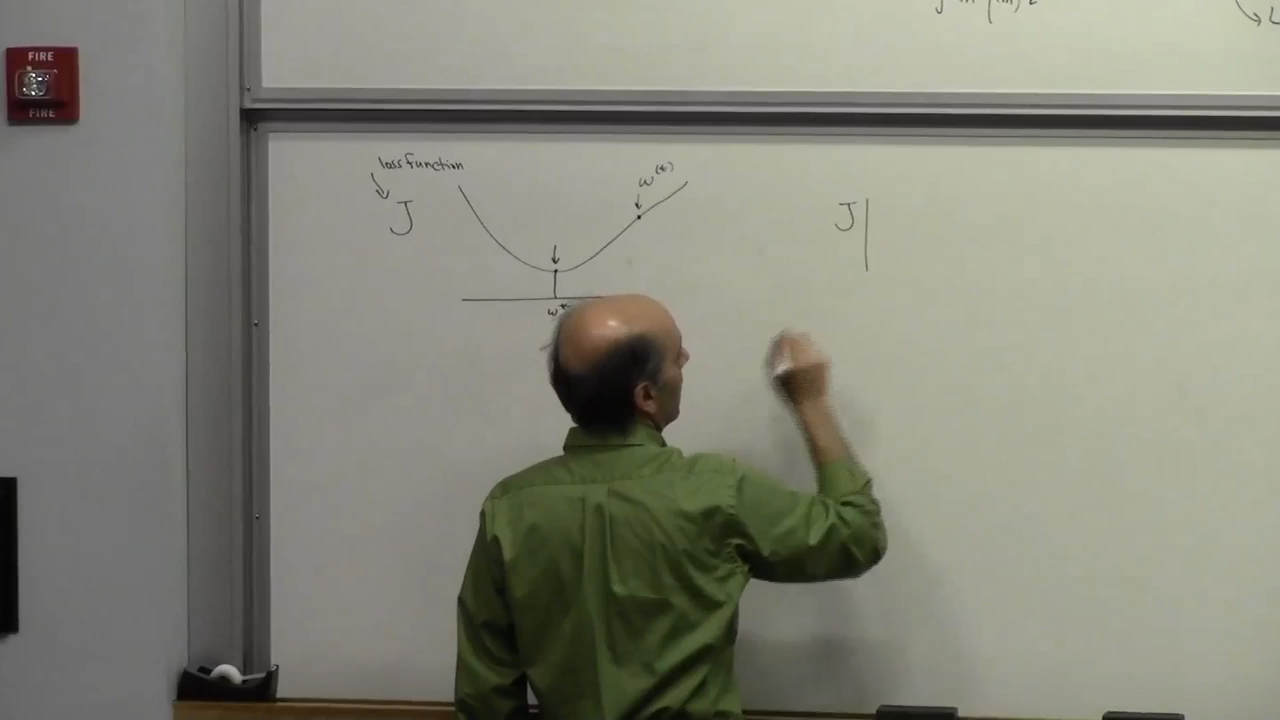 FIRE
FIRE
loss function
J
w(t)
w*
J